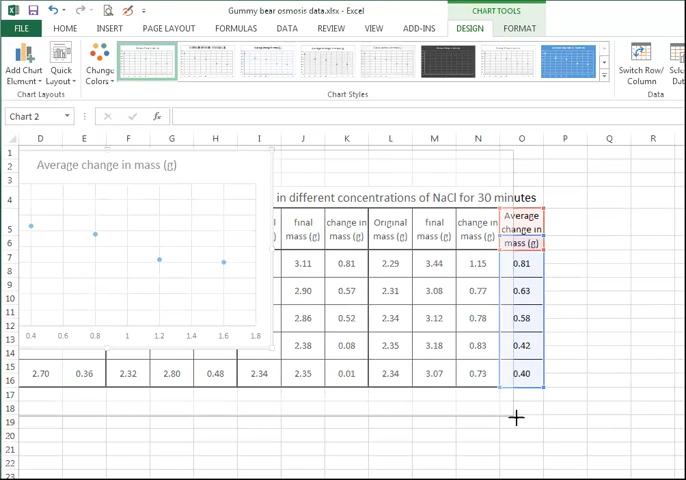 Gummy bear osmosis data.xlsx - Excel
CHART TOOLS
FILE HOME INSERT PAGE LAYOUT FORMULAS DATA REVIEW VIEW ADD-INS DESIGN FORMAT
Add Chart Element Quick Layout Change Colors Switch Row/ Column
Chart Layouts Chart Styles Data
Chart 2 fx
D E F G H I J K L M N O P Q R
1
2
3
4
5
6
7
8
9
10
11
12
13
14
15
16
17
18
19
20
21
22
23
Average change in mass (g)
0.4 0.6 0.8 1 1.2 1.4 1.6 1.8
in different concentrations of NaCl for 30 minutes
final mass (g) change in mass (g) Original mass (g) final mass (g) change in mass (g) Average change in mass (g)
3.11 0.81 2.29 3.44 1.15 0.81
2.90 0.57 2.31 3.08 0.77 0.63
2.86 0.52 2.34 3.12 0.78 0.58
2.38 0.08 2.35 3.18 0.83 0.42
2.70 0.36 2.32 2.80 0.48 2.34 2.35 0.01 2.34 3.07 0.73 0.40